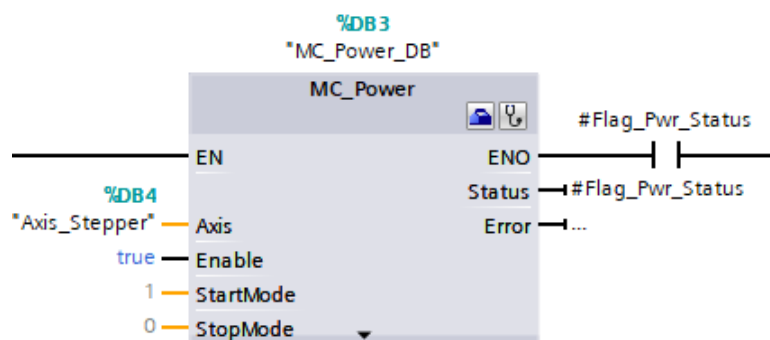 %DB3
"MC_Power_DB"
MC_Power
#Flag_Pwr_Status
EN
ENO
%DB4
Status
#Flag_Pwr_Status
"Axis_Stepper"
Axis
Error
...
true
Enable
1
StartMode
0
StopMode